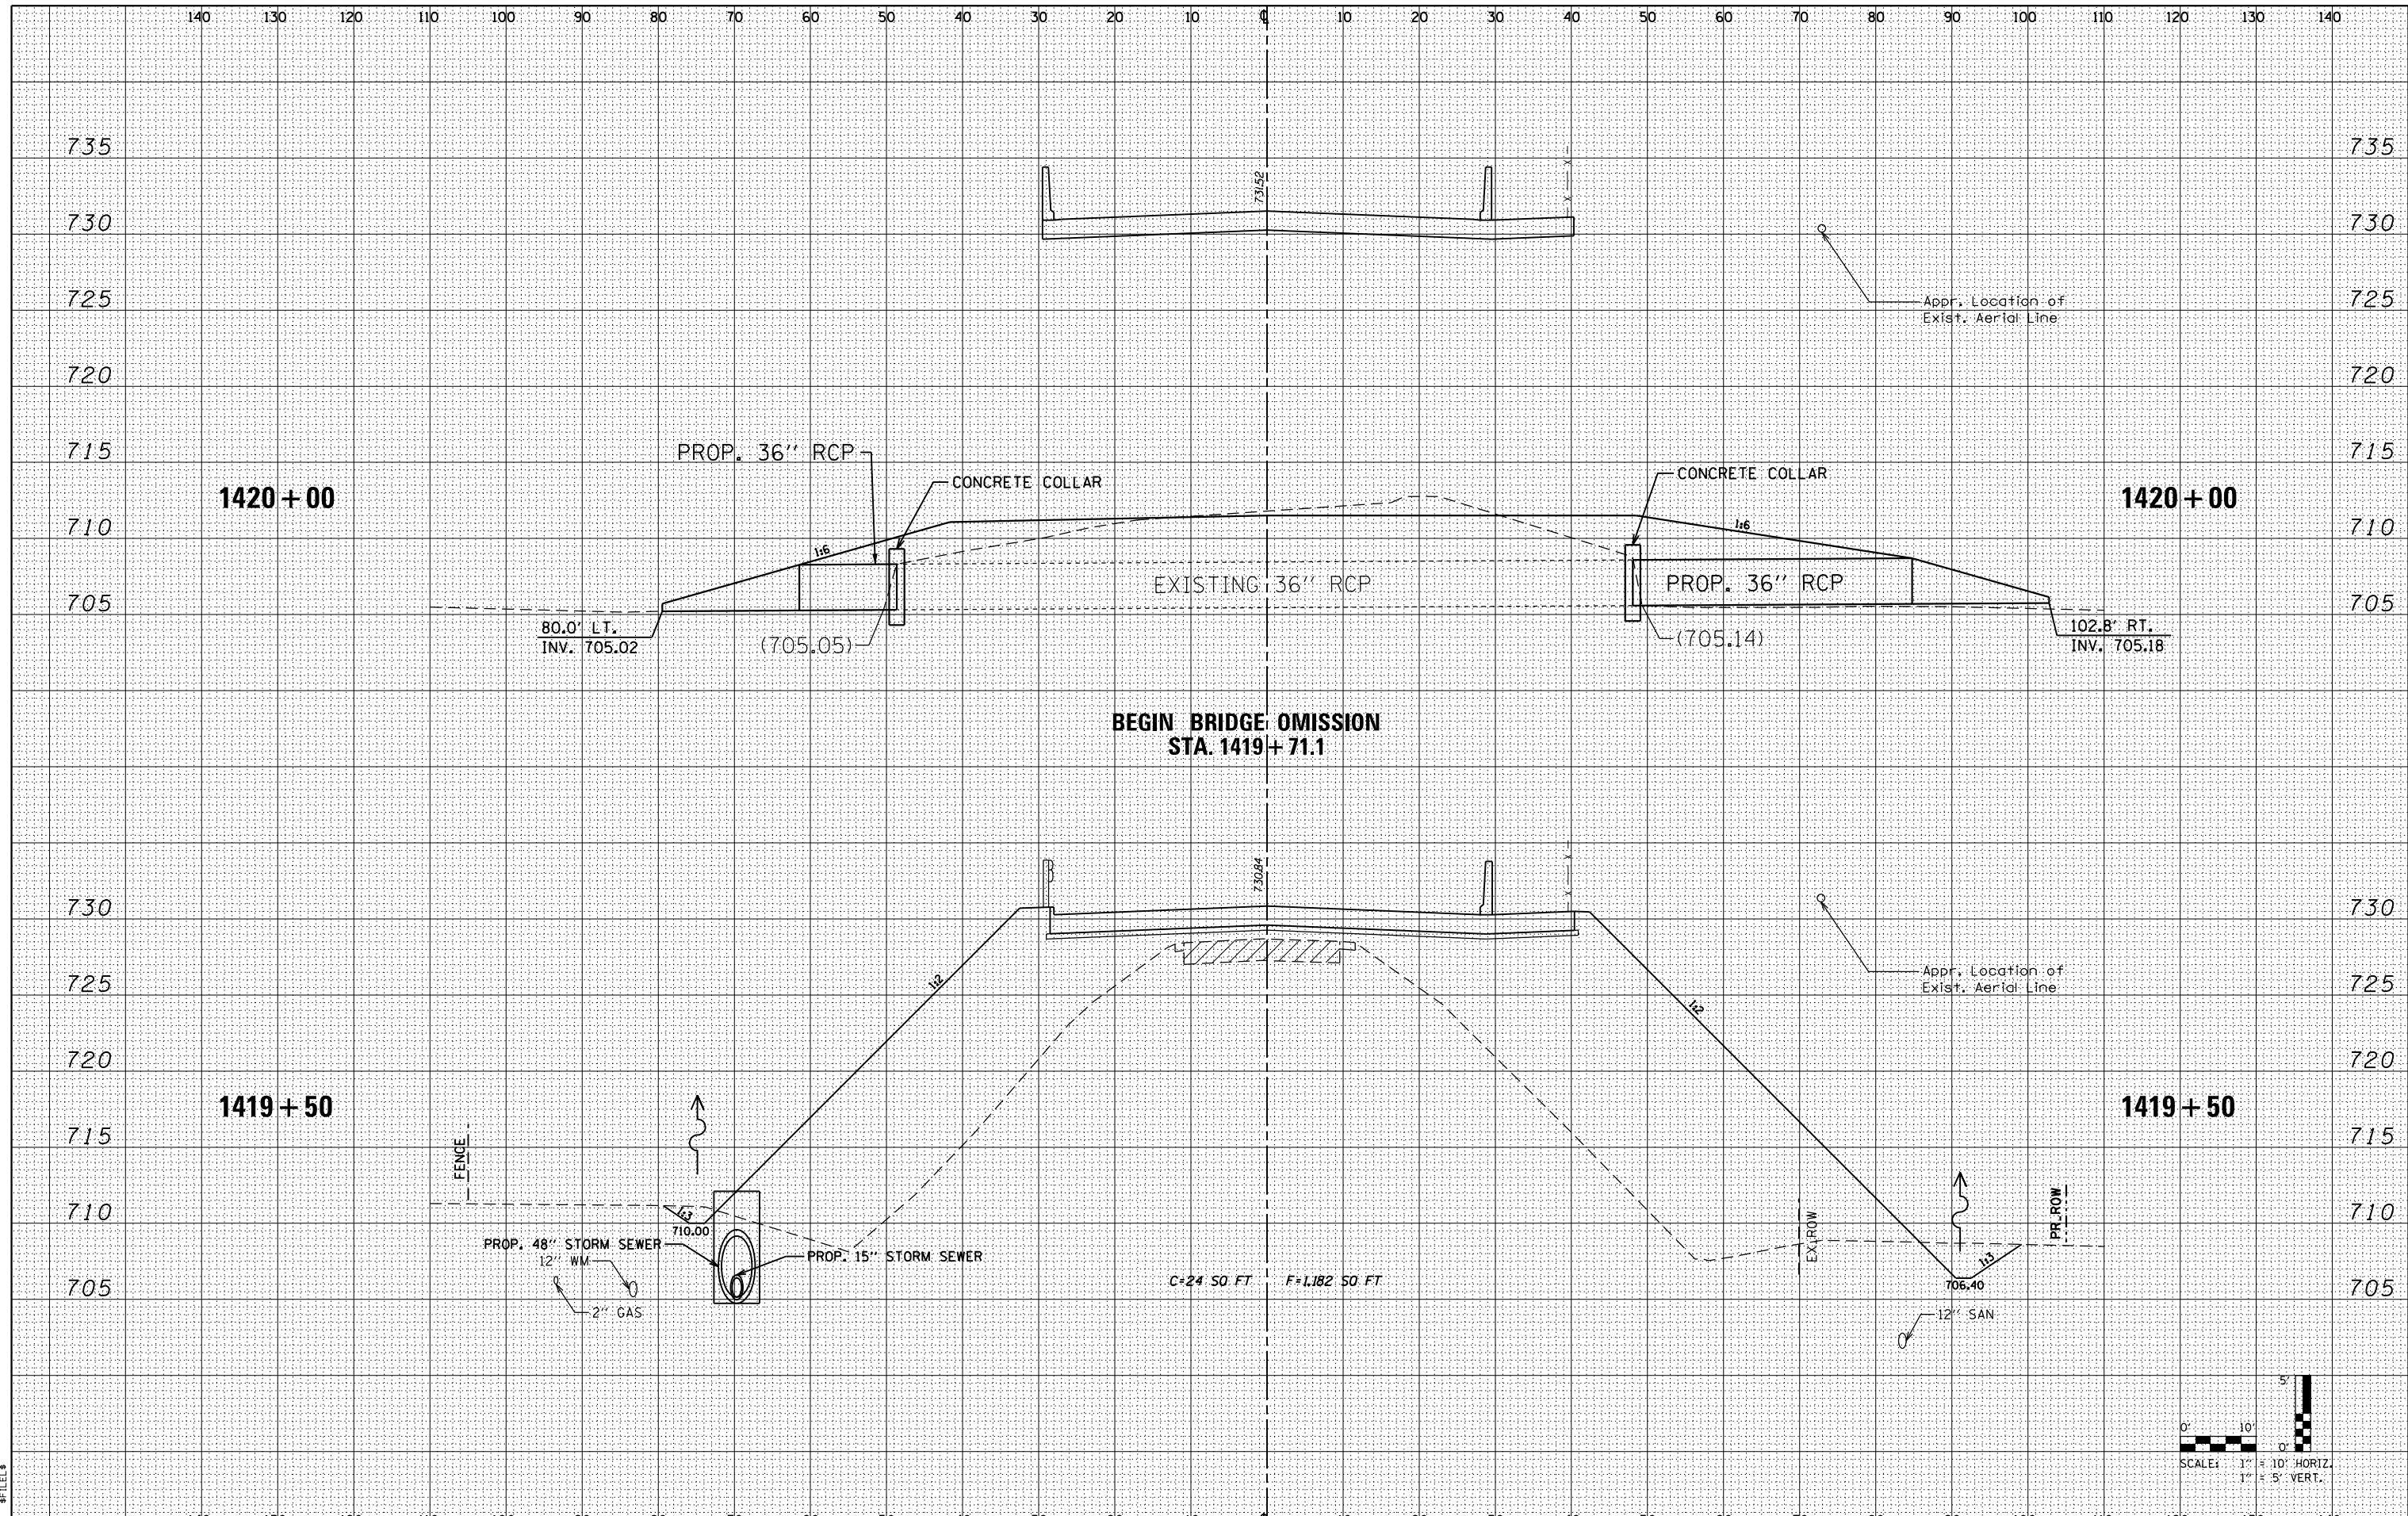 140 130 120 110 100 90 80 70 60 50 40 30 20 10 ℄ 10 20 30 40 50 60 70 80 90 100 110 120 130 140
735 735
731.52
730 730
725 Appr. Location of 725
Exist. Aerial Line
720 720
715 PROP. 36" RCP 715
CONCRETE COLLAR CONCRETE COLLAR
1420+00 1420+00
710 1:6 1:6 710
EXISTING 36" RCP PROP. 36" RCP
705 705
80.0' LT. 102.8' RT.
INV. 705.02 (705.05) (705.14) INV. 705.18
BEGIN BRIDGE OMISSION
STA. 1419+71.1
730.84
X
730 730
725 1:2 Appr. Location of 725
Exist. Aerial Line
1:2
720 720
1419+50 1419+50
715 715
FENCE
710 1:3 PR.ROW 710
710.00
EX.ROW
PROP. 48" STORM SEWER PROP. 15" STORM SEWER
12" WM 1:3
705 C=24 SQ FT F=1,182 SQ FT 706.40 705
2" GAS 12" SAN
5'
0' 10'
0'
SCALE: 1" = 10' HORIZ.
1" = 5' VERT.
$FILEL$